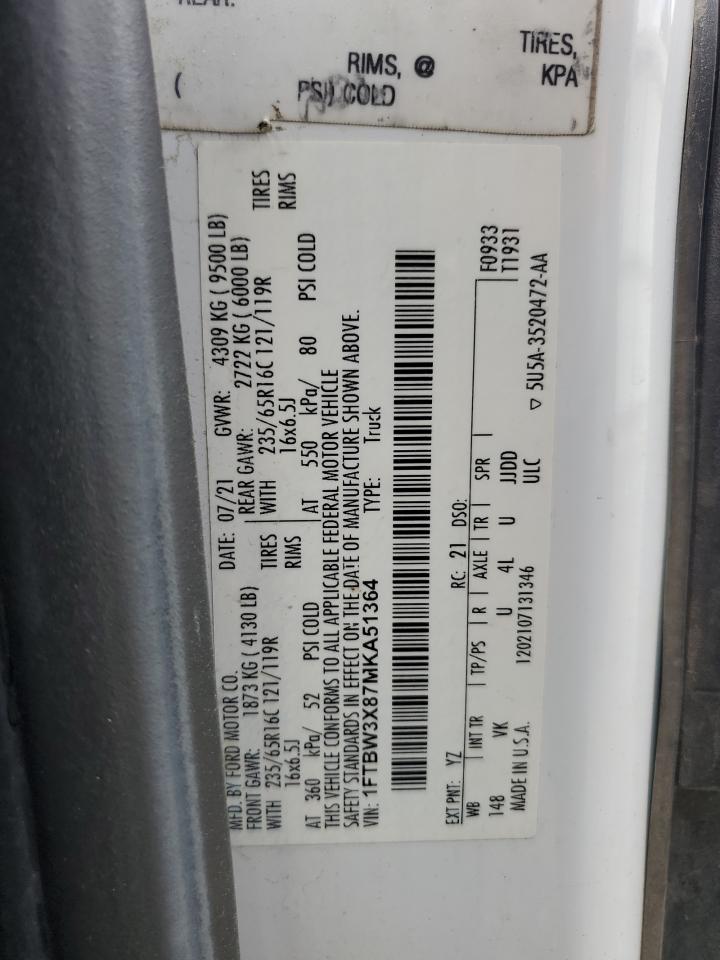 REAR:
RIMS, @ TIRES,
( PSI) COLD KPA
MFD. BY FORD MOTOR CO. DATE: 07/21 GVWR: 4309 KG ( 9500 LB)
FRONT GAWR: 1873 KG ( 4130 LB) REAR GAWR: 2722 KG ( 6000 LB)
WITH 235/65R16C 121/119R TIRES WITH 235/65R16C 121/119R TIRES
16x6.5J RIMS 16x6.5J RIMS
AT 360 kPa/ 52 PSI COLD AT 550 kPa/ 80 PSI COLD
THIS VEHICLE CONFORMS TO ALL APPLICABLE FEDERAL MOTOR VEHICLE
SAFETY STANDARDS IN EFFECT ON THE DATE OF MANUFACTURE SHOWN ABOVE.
VIN: 1FTBW3X87MKA51364 TYPE: Truck
EXT PNT: YZ RC: 21 DSO:
WB INT TR TP/PS R AXLE TR SPR F0933
148 VK U 4L U JJDD T1931
MADE IN U.S.A. 1202107131346 ULC ▽ 5U5A-3520472-AA